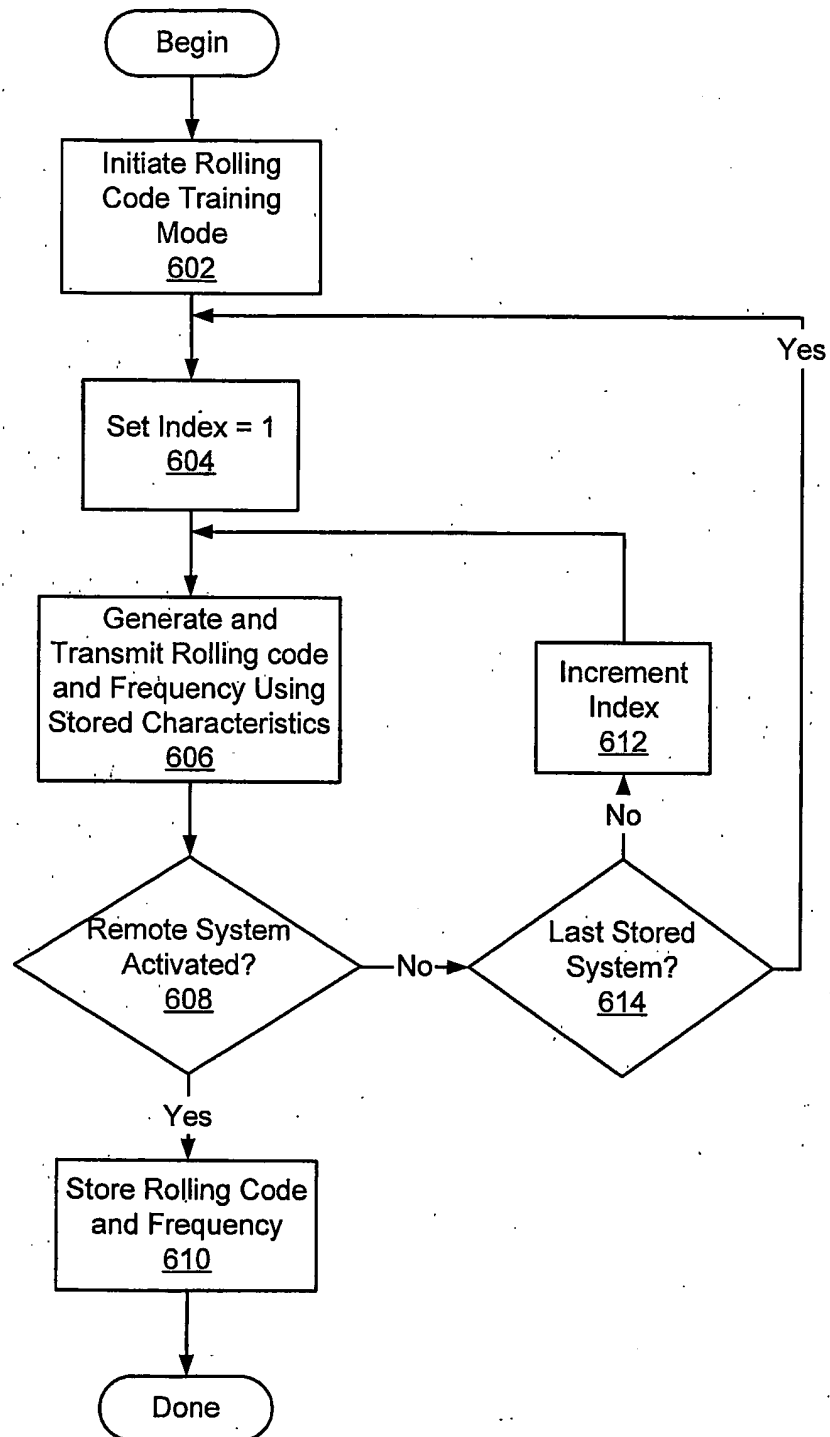 Begin
Initiate Rolling
Code Training
Mode
602
Yes
Set Index = 1
604
Generate and
Transmit Rolling code
and Frequency Using
Stored Characteristics
606
Increment
Index
612
No
Remote System
Activated?
608
No
Last Stored
System?
614
Yes
Store Rolling Code
and Frequency
610
Done